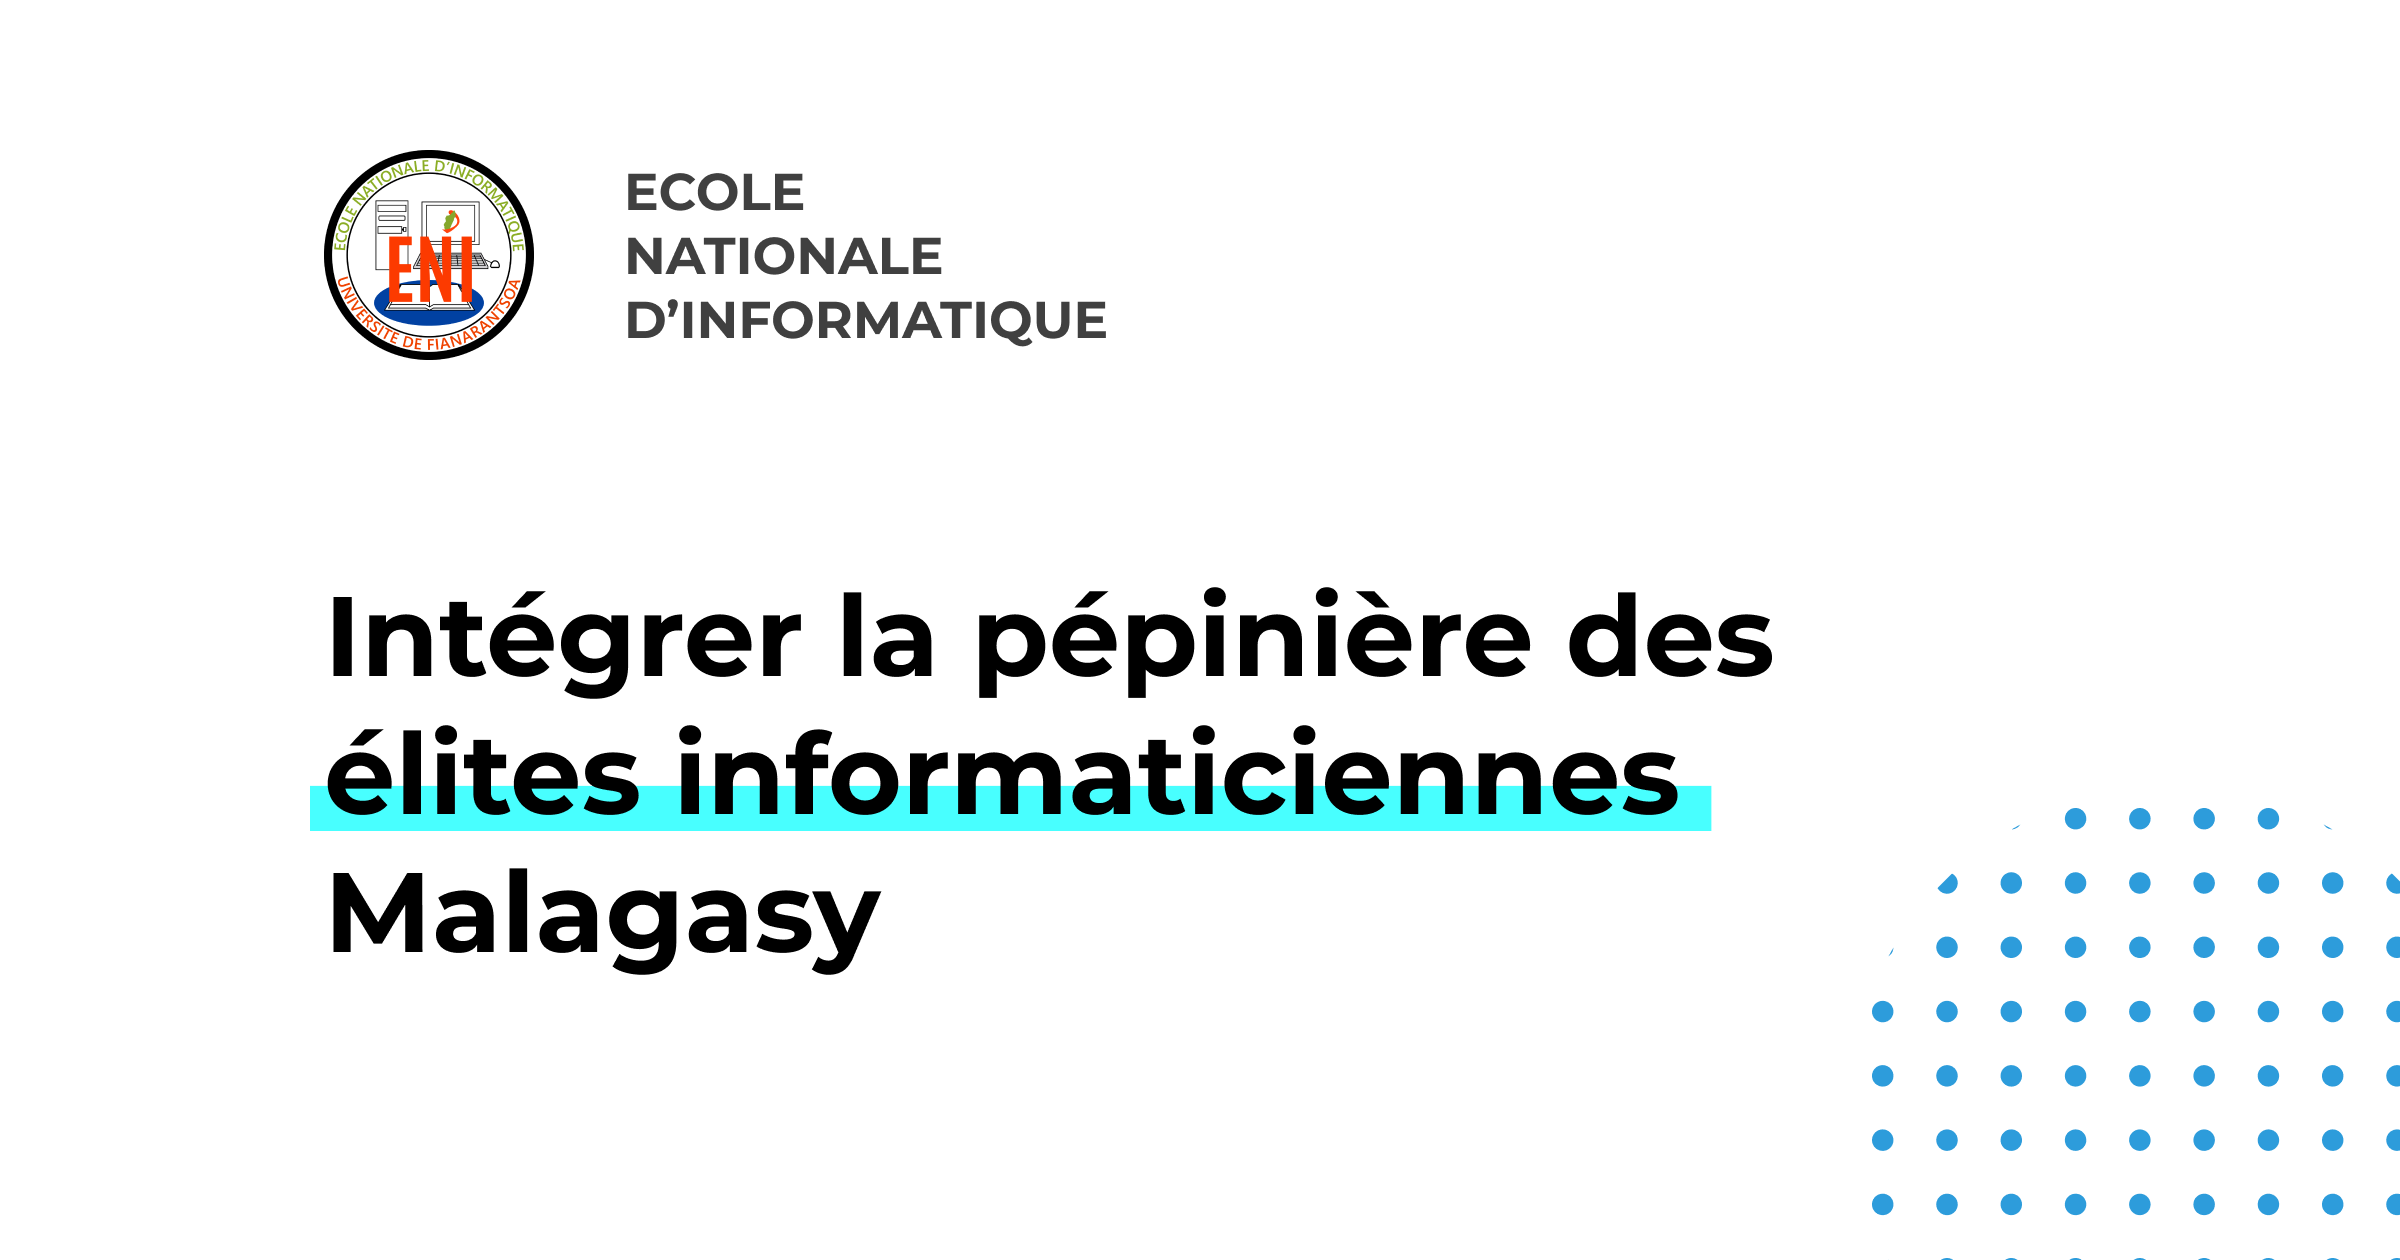 ECOLE NATIONALE D'INFORMATIQUE
ENI
UNIVERSITE DE FIANARANTSOA
ECOLE
NATIONALE
D’INFORMATIQUE
Intégrer la pépinière des
élites informaticiennes
Malagasy